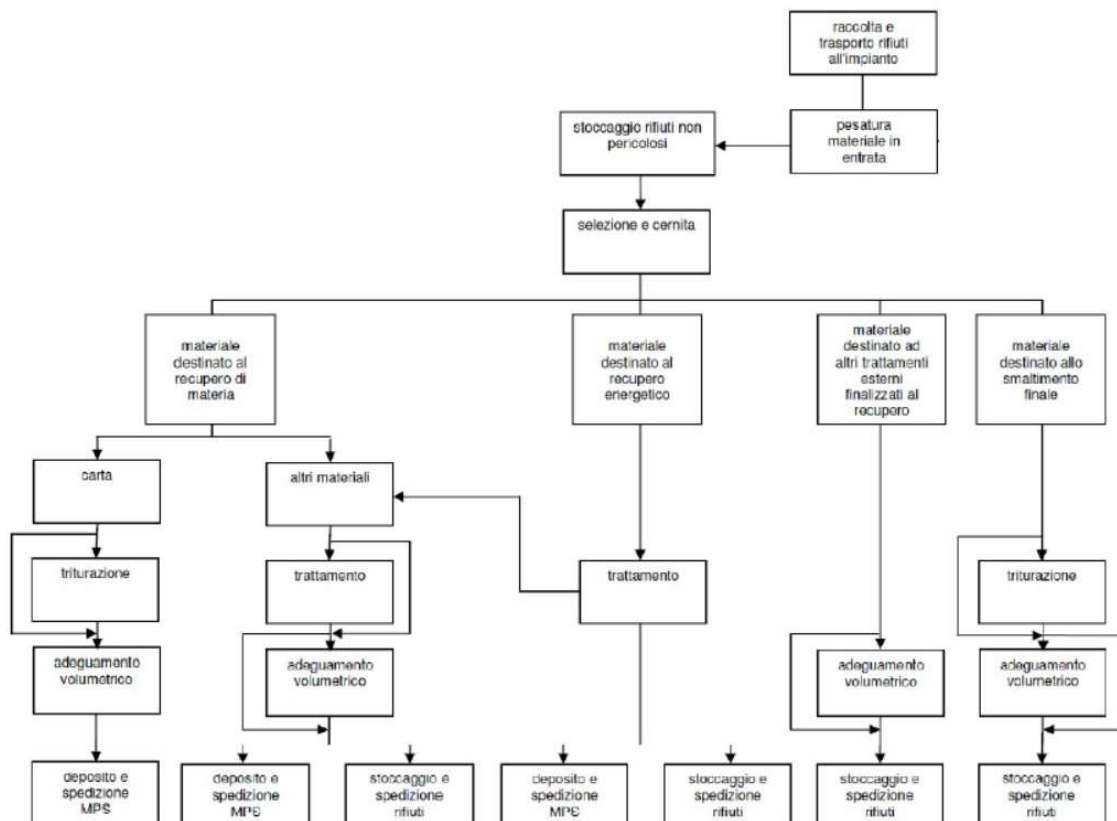 raccolta e
trasporto rifiuti
all'impianto
stoccaggio rifiuti non
pericolosi
pesatura
materiale in
entrata
selezione e cernita
materiale
destinato al
recupero di
materia
materiale
destinato al
recupero
energetico
materiale
destinato ad
altri trattamenti
esterni
finalizzati al
recupero
materiale
destinato allo
smaltimento
finale
carta
altri materiali
triturazione
trattamento
trattamento
triturazione
adeguamento
volumetrico
adeguamento
volumetrico
adeguamento
volumetrico
adeguamento
volumetrico
deposito e
spedizione
MPS
deposito e
spedizione
MPS
stoccaggio e
spedizione
rifiuti
deposito e
spedizione
MPS
stoccaggio e
spedizione
rifiuti
stoccaggio e
spedizione
rifiuti
stoccaggio e
spedizione
rifiuti